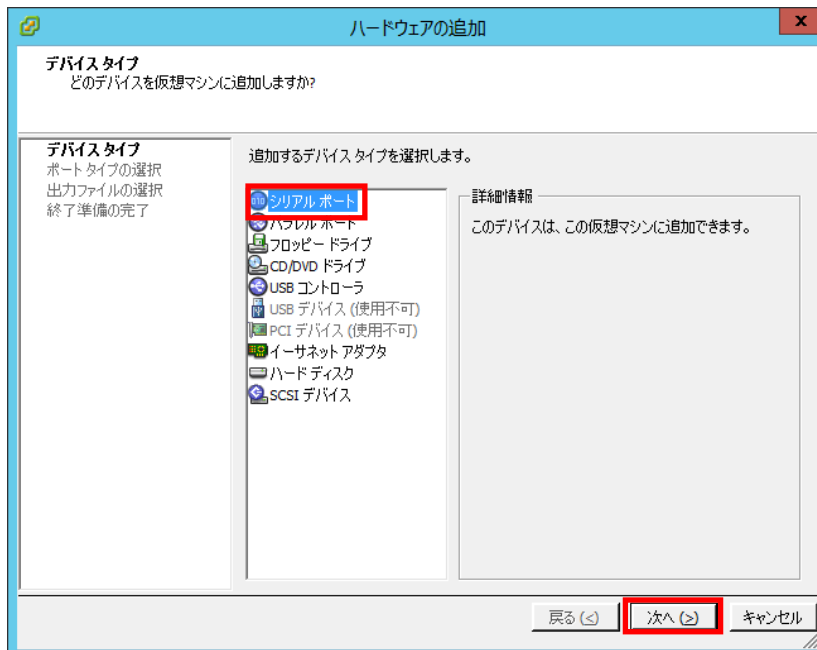 ハードウェアの追加
x
デバイス タイプ
どのデバイスを仮想マシンに追加しますか?
デバイス タイプ
ポート タイプの選択
出力ファイルの選択
終了準備の完了
追加するデバイス タイプを選択します。
シリアル ポート
パラレル ポート
フロッピー ドライブ
CD/DVD ドライブ
USB コントローラ
USB デバイス (使用不可)
PCI デバイス (使用不可)
イーサネット アダプタ
ハード ディスク
SCSI デバイス
詳細情報
このデバイスは、この仮想マシンに追加できます。
戻る (<)
次へ (>)
キャンセル